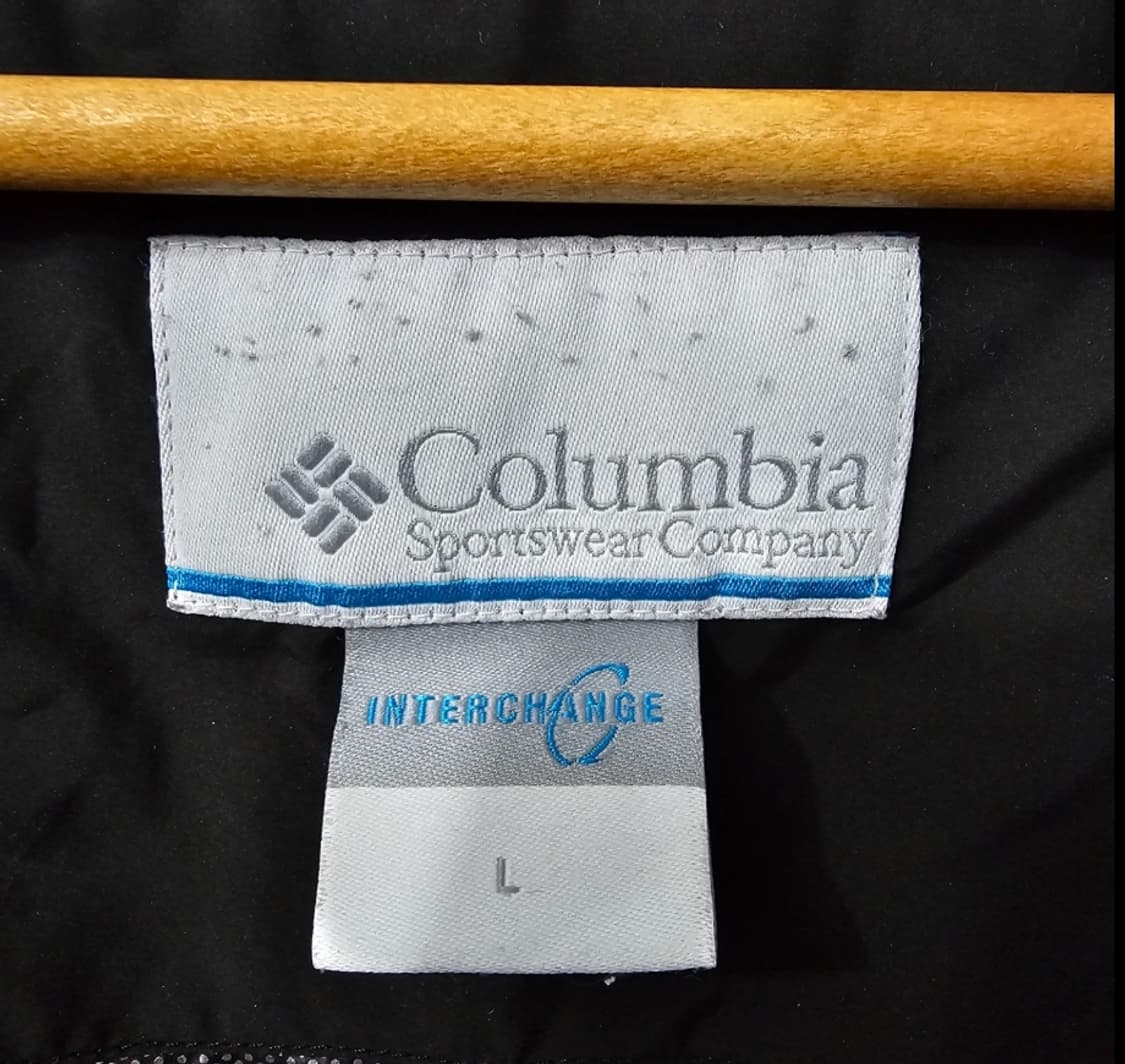 Columbia
Sportswear Company
INTERCHANGE
L